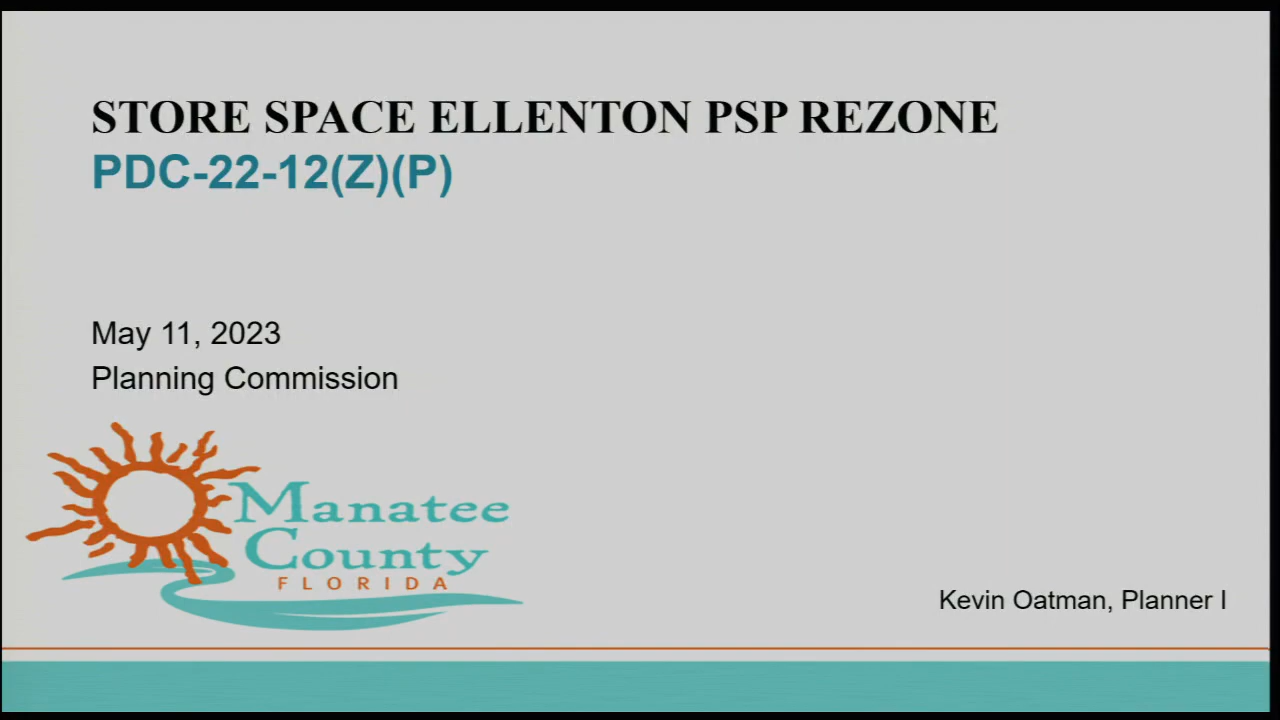 STORE SPACE ELLENTON PSP REZONE
PDC-22-12(Z)(P)
May 11, 2023
Planning Commission
Manatee
County
FLORIDA
Kevin Oatman, Planner I